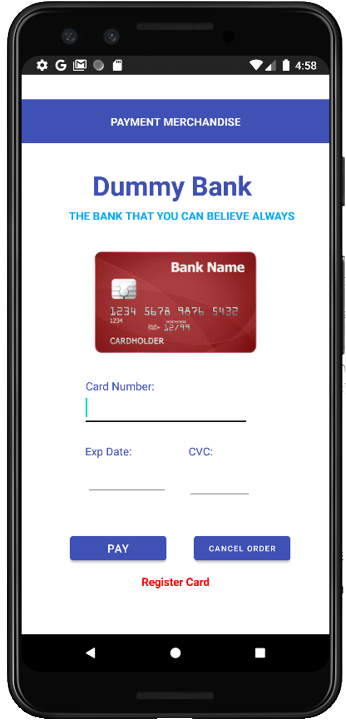 4:58
PAYMENT MERCHANDISE
Dummy Bank
THE BANK THAT YOU CAN BELIEVE ALWAYS
Bank Name
1234 5678 9876 5432
1234
12/99
CARDHOLDER
Card Number:
Exp Date: CVC:
PAY CANCEL ORDER
Register Card